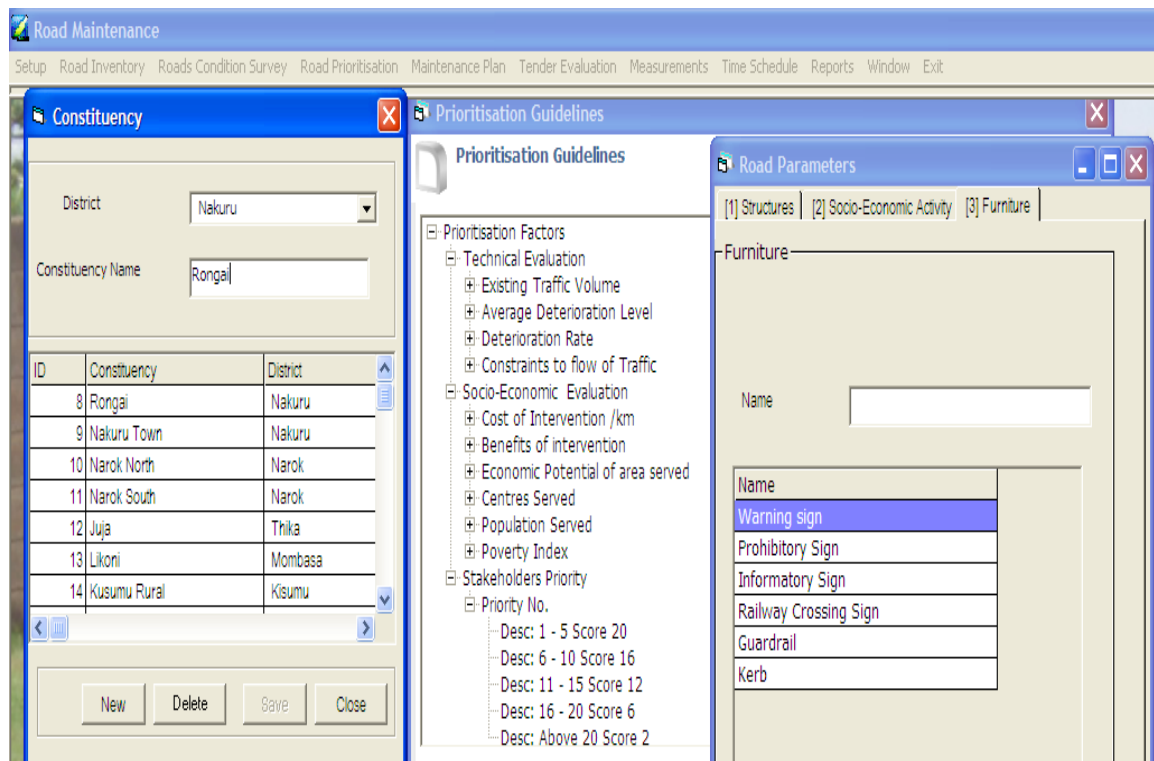 Road Maintenance
Setup Road Inventory Roads Condition Survey Road Prioritisation Maintenance Plan Tender Evaluation Measurements Time Schedule Reports Window Exit
Constituency
District Nakuru
Constituency Name Rongai
ID Constituency District
8 Rongai Nakuru
9 Nakuru Town Nakuru
10 Narok North Narok
11 Narok South Narok
12 Juja Thika
13 Likoni Mombasa
14 Kusumu Rural Kisumu
New Delete Save Close
Prioritisation Guidelines
Prioritisation Guidelines
Prioritisation Factors
Technical Evaluation
Existing Traffic Volume
Average Deterioration Level
Deterioration Rate
Constraints to flow of Traffic
Socio-Economic Evaluation
Cost of Intervention /km
Benefits of intervention
Economic Potential of area served
Centres Served
Population Served
Poverty Index
Stakeholders Priority
Priority No.
Desc: 1 - 5 Score 20
Desc: 6 - 10 Score 16
Desc: 11 - 15 Score 12
Desc: 16 - 20 Score 6
Desc: Above 20 Score 2
Road Parameters
[1] Structures [2] Socio-Economic Activity [3] Furniture
Furniture
Name
Name
Warning sign
Prohibitory Sign
Informatory Sign
Railway Crossing Sign
Guardrail
Kerb